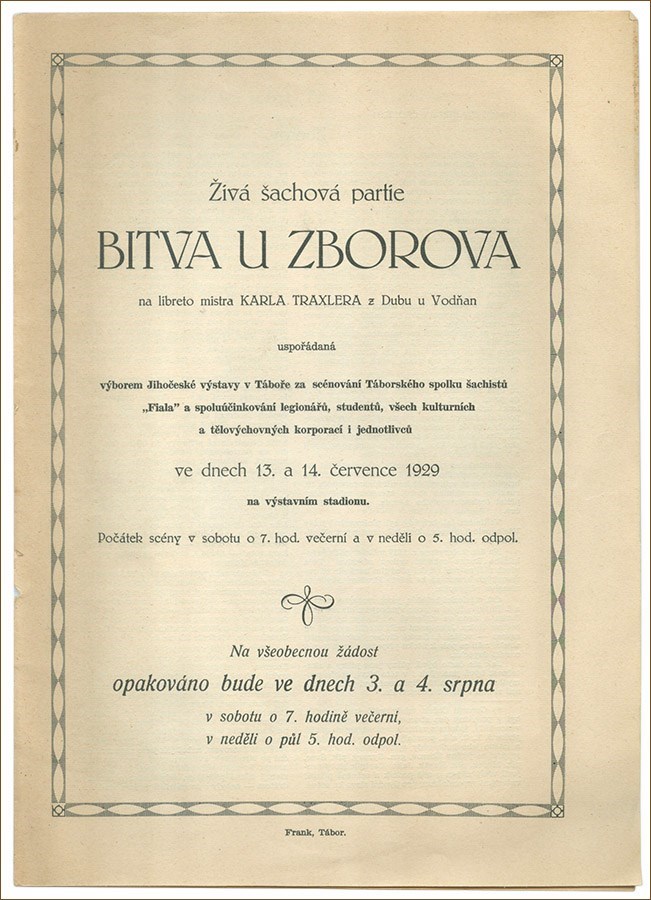 Živá šachová partie
BITVA U ZBOROVA
na libreto mistra KARLA TRAXLERA z Dubu u Vodňan
uspořádaná
výborem Jihočeské výstavy v Táboře za scénování Táborského spolku šachistů
„Fiala" a spoluúčinkování legionářů, studentů, všech kulturních
a tělovýchovných korporací i jednotlivců
ve dnech 13. a 14. července 1929
na výstavním stadionu.
Počátek scény v sobotu o 7. hod. večerní a v neděli o 5. hod. odpol.
Na všeobecnou žádost
opakováno bude ve dnech 3. a 4. srpna
v sobotu o 7. hodině večerní,
v neděli o půl 5. hod. odpol.
Frank, Tábor.